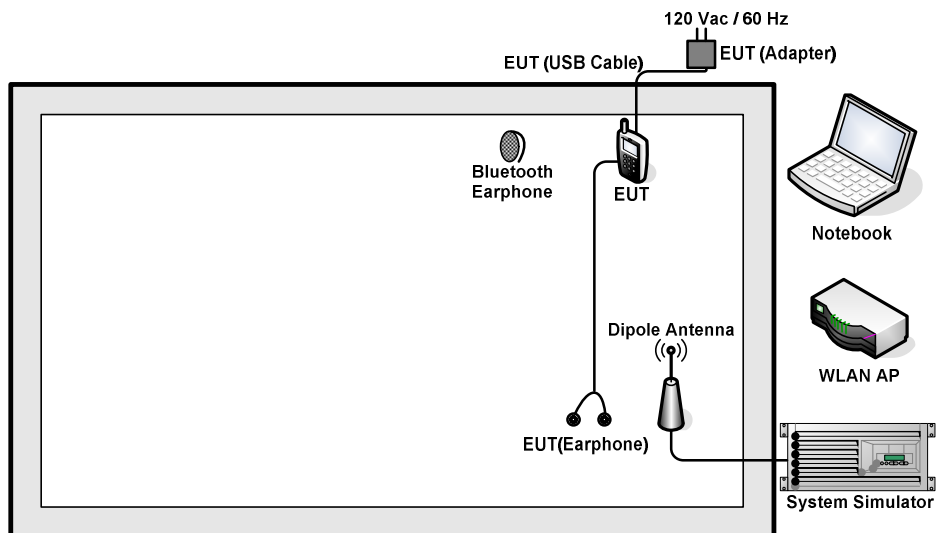 120 Vac / 60 Hz
EUT (USB Cable)
EUT (Adapter)
Bluetooth
Earphone
EUT
Notebook
Dipole Antenna
WLAN AP
EUT(Earphone)
System Simulator